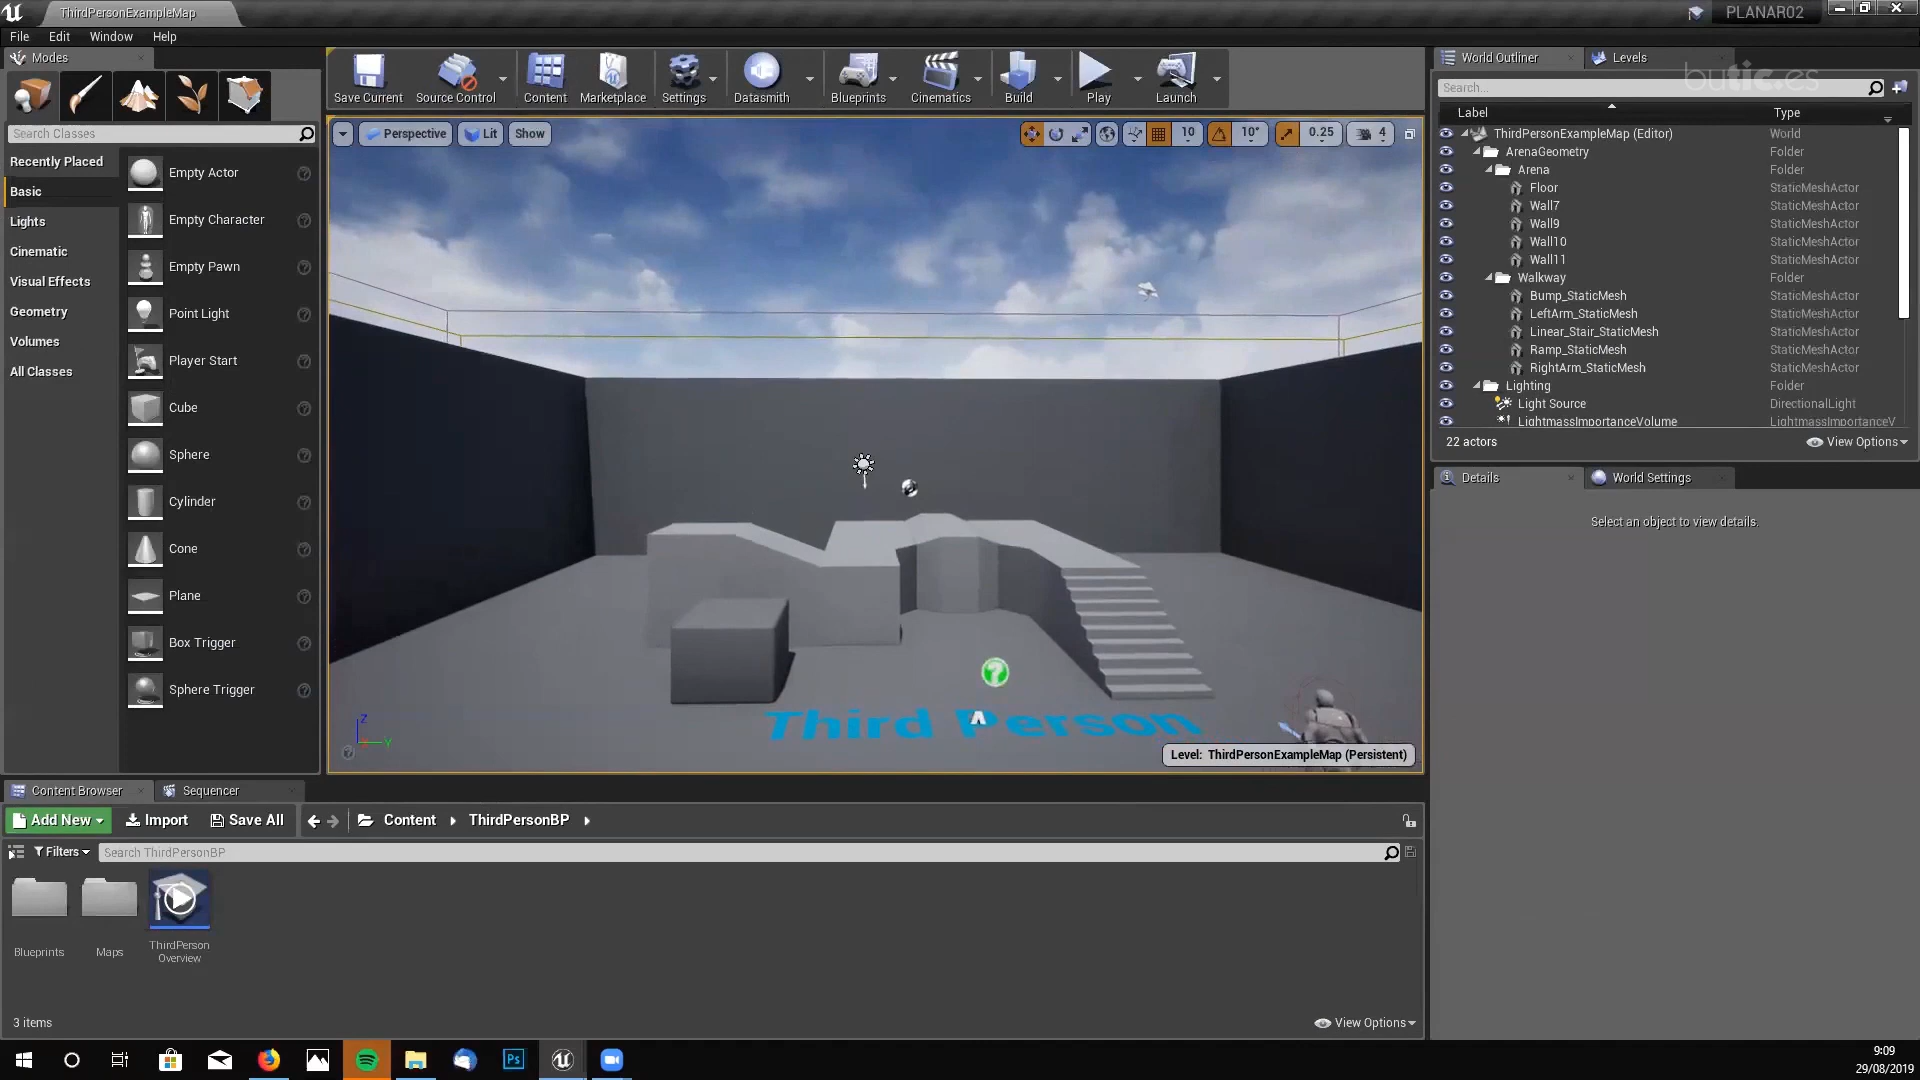 ThirdPersonExampleMap
PLANAR02
File Edit Window Help
Modes
Search Classes
Recently Placed
Basic
Lights
Cinematic
Visual Effects
Geometry
Volumes
All Classes
Empty Actor
Empty Character
Empty Pawn
Point Light
Player Start
Cube
Sphere
Cylinder
Cone
Plane
Box Trigger
Sphere Trigger
Save Current Source Control Content Marketplace Settings Datasmith Blueprints Cinematics Build Play Launch
Perspective Lit Show
10 10° 0.25 4
Third Person
Z
Y
Level: ThirdPersonExampleMap (Persistent)
World Outliner Levels
butic.es
Search...
Label Type
ThirdPersonExampleMap (Editor) World
ArenaGeometry Folder
Arena Folder
Floor StaticMeshActor
Wall7 StaticMeshActor
Wall9 StaticMeshActor
Wall10 StaticMeshActor
Wall11 StaticMeshActor
Walkway Folder
Bump_StaticMesh StaticMeshActor
LeftArm_StaticMesh StaticMeshActor
Linear_Stair_StaticMesh StaticMeshActor
Ramp_StaticMesh StaticMeshActor
RightArm_StaticMesh StaticMeshActor
Lighting Folder
Light Source DirectionalLight
LightmassImportanceVolume LightmassImportanceV
22 actors View Options
Details World Settings
Select an object to view details.
Content Browser Sequencer
Add New Import Save All Content ThirdPersonBP
Filters Search ThirdPersonBP
Blueprints
Maps
ThirdPerson
Overview
3 items View Options
Ps
9:09
29/08/2019